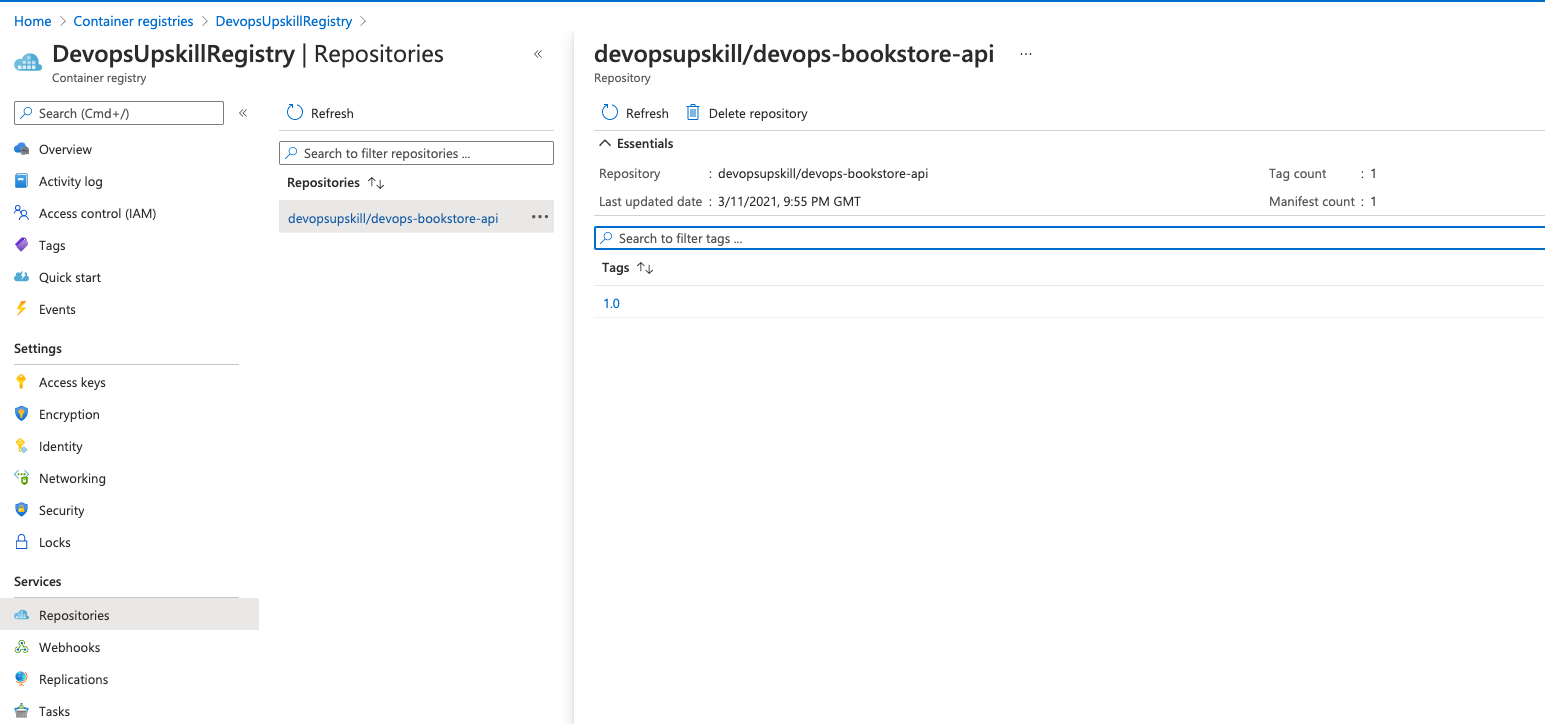 Home > Container registries > DevopsUpskillRegistry >
DevopsUpskillRegistry | Repositories
Container registry
Search (Cmd+/)
Overview
Activity log
Access control (IAM)
Tags
Quick start
Events
Settings
Access keys
Encryption
Identity
Networking
Security
Locks
Services
Repositories
Webhooks
Replications
Tasks
Refresh
Search to filter repositories ...
Repositories
devopsupskill/devops-bookstore-api
devopsupskill/devops-bookstore-api
Repository
Refresh Delete repository
Essentials
Repository : devopsupskill/devops-bookstore-api Tag count : 1
Last updated date : 3/11/2021, 9:55 PM GMT Manifest count : 1
Search to filter tags ...
Tags
1.0